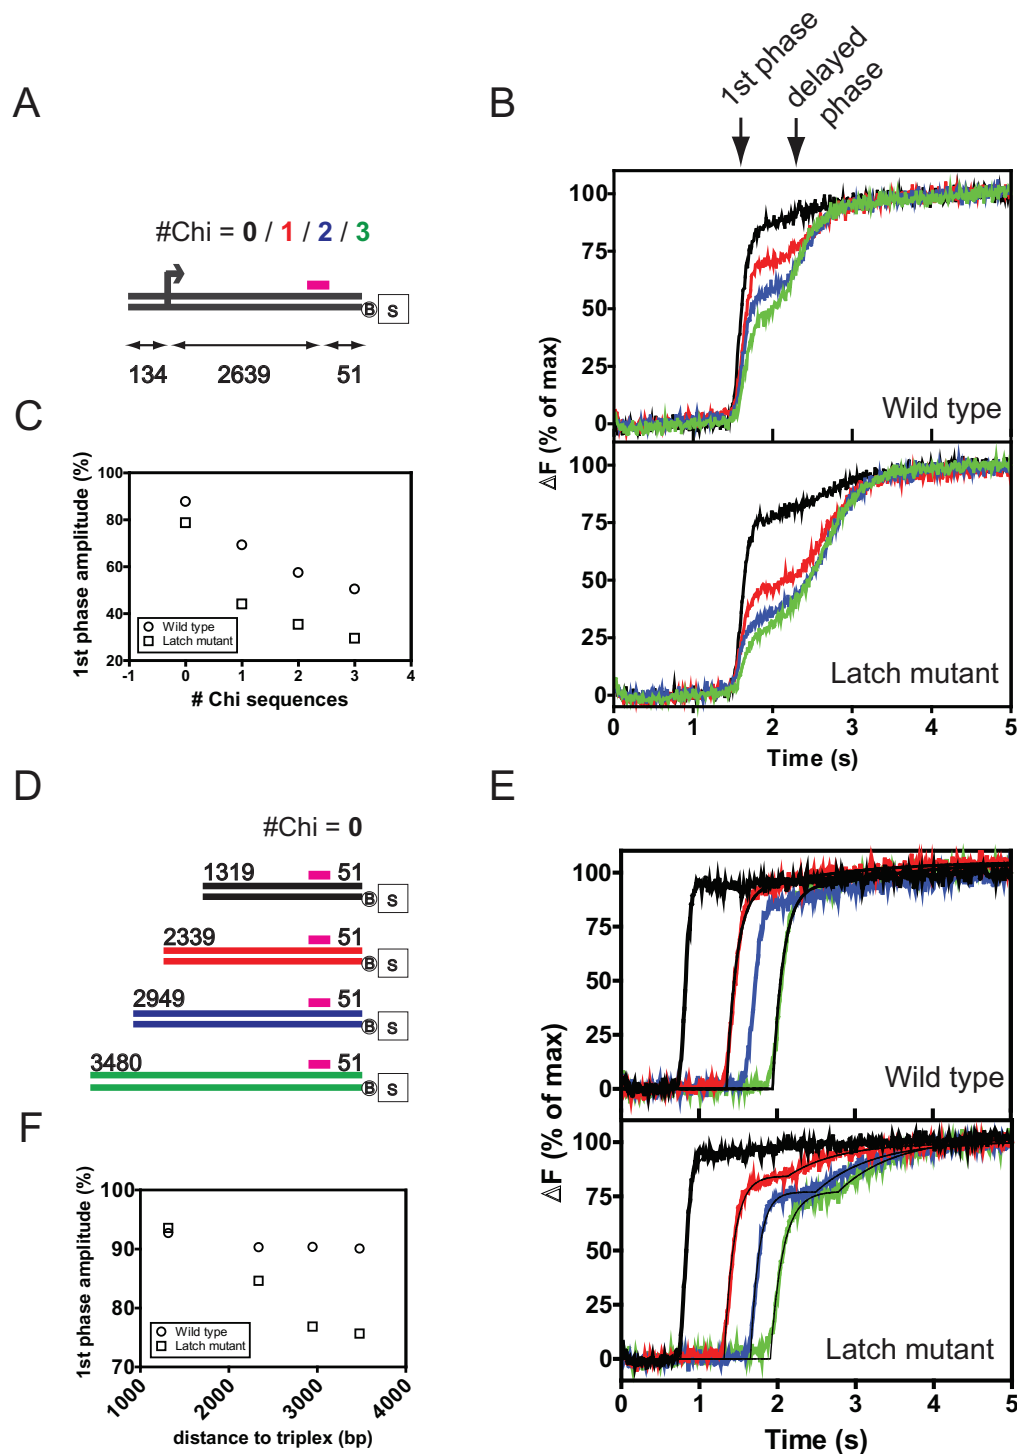 A
#Chi = 0 / 1 / 2 / 3
B
S
134
2639
51
B
1st phase
delayed
phase
100
75
50
25
0
Wild type
ΔF (% of max)
100
75
50
25
0
Latch mutant
0
1
2
3
4
5
Time (s)
C
1st phase amplitude (%)
100
80
60
40
20
Wild type
Latch mutant
-1
0
1
2
3
4
# Chi sequences
D
#Chi = 0
1319
51
B
S
2339
51
B
S
2949
51
B
S
3480
51
B
S
E
100
75
50
25
0
Wild type
ΔF (% of max)
100
75
50
25
0
Latch mutant
0
1
2
3
4
5
Time (s)
F
1st phase amplitude (%)
100
90
80
70
Wild type
Latch mutant
1000
2000
3000
4000
distance to triplex (bp)